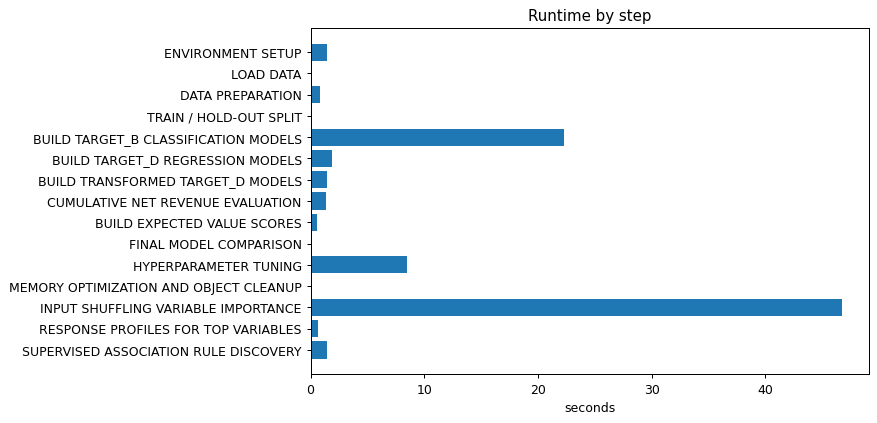 Runtime by step
ENVIRONMENT SETUP
LOAD DATA
DATA PREPARATION
TRAIN / HOLD-OUT SPLIT
BUILD TARGET_B CLASSIFICATION MODELS
BUILD TARGET_D REGRESSION MODELS
BUILD TRANSFORMED TARGET_D MODELS
CUMULATIVE NET REVENUE EVALUATION
BUILD EXPECTED VALUE SCORES
FINAL MODEL COMPARISON
HYPERPARAMETER TUNING
MEMORY OPTIMIZATION AND OBJECT CLEANUP
INPUT SHUFFLING VARIABLE IMPORTANCE
RESPONSE PROFILES FOR TOP VARIABLES
SUPERVISED ASSOCIATION RULE DISCOVERY
0 10 20 30 40
seconds